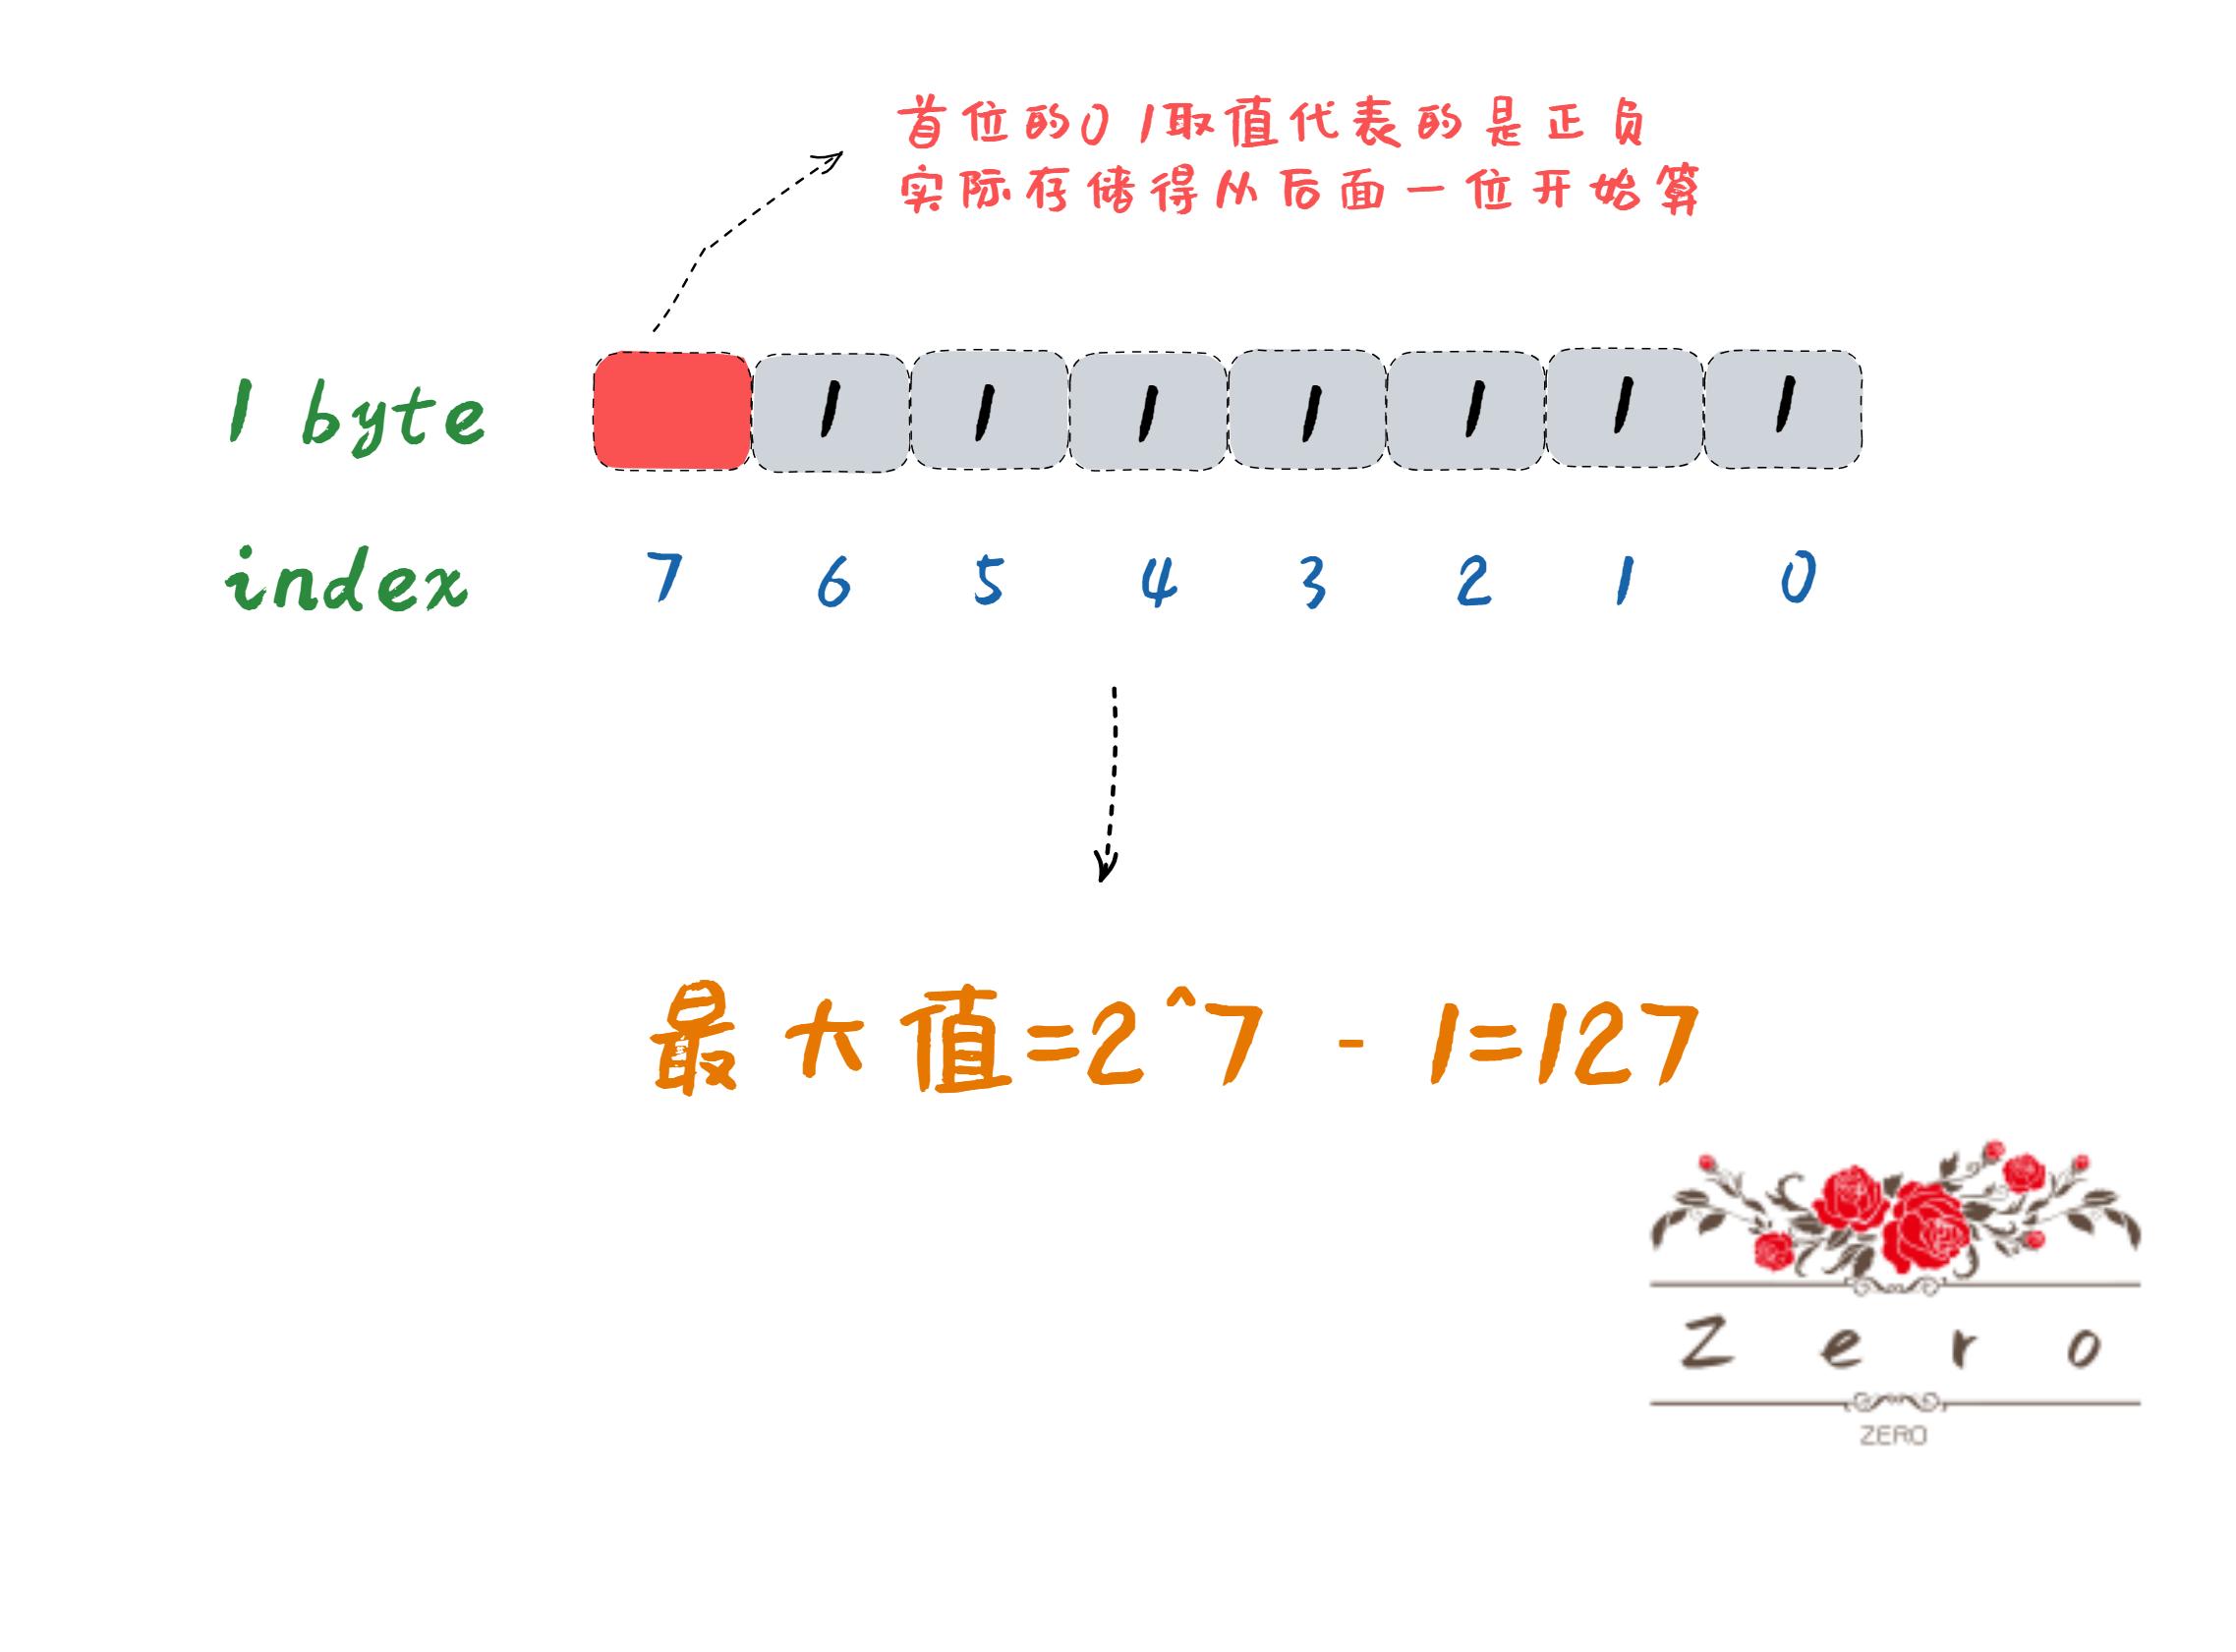 首位的01取值代表的是正负
实际存储得从后面一位开始算
1 byte
1 1 1 1 1 1 1
index
7 6 5 4 3 2 1 0
最大值=2^7 - 1=127
Zero
ZERO